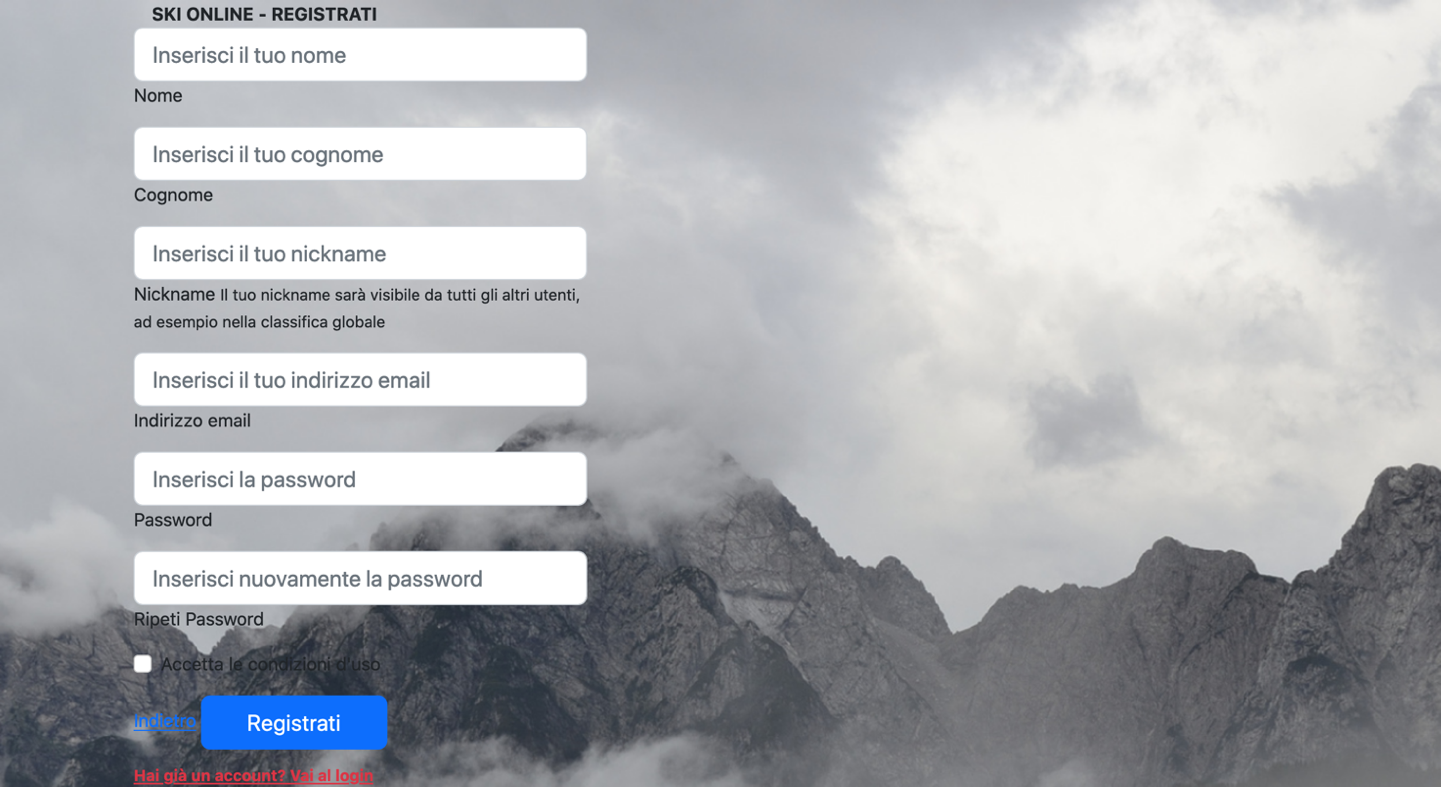 SKI ONLINE - REGISTRATI
Inserisci il tuo nome
Nome
Inserisci il tuo cognome
Cognome
Inserisci il tuo nickname
Nickname Il tuo nickname sarà visibile da tutti gli altri utenti,
ad esempio nella classifica globale
Inserisci il tuo indirizzo email
Indirizzo email
Inserisci la password
Password
Inserisci nuovamente la password
Ripeti Password
Accetta le condizioni d'uso
Indietro Registrati
Hai già un account? Vai al login